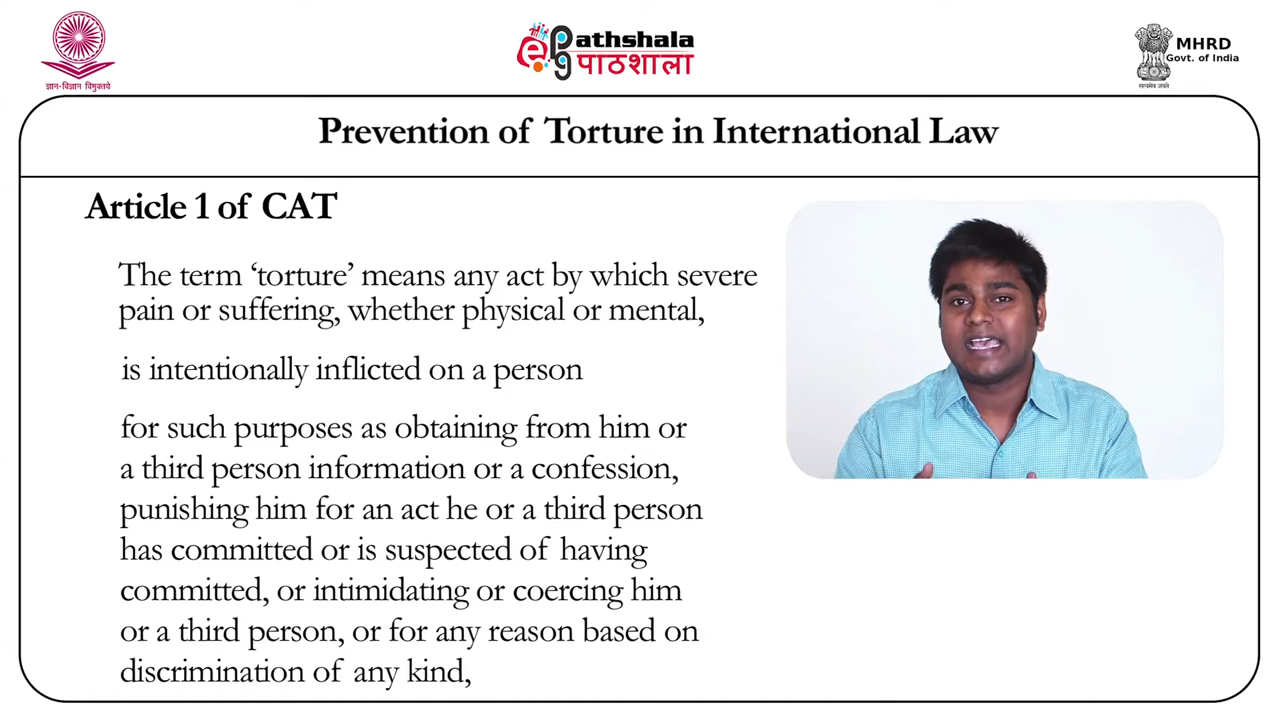 ज्ञान-विज्ञान विमुक्तये
epg Pathshala
पाठशाला
MHRD
Govt. of India
सत्यमेव जयते
Prevention of Torture in International Law
Article 1 of CAT
The term ‘torture’ means any act by which severe
pain or suffering, whether physical or mental,
is intentionally inflicted on a person
for such purposes as obtaining from him or
a third person information or a confession,
punishing him for an act he or a third person
has committed or is suspected of having
committed, or intimidating or coercing him
or a third person, or for any reason based on
discrimination of any kind,